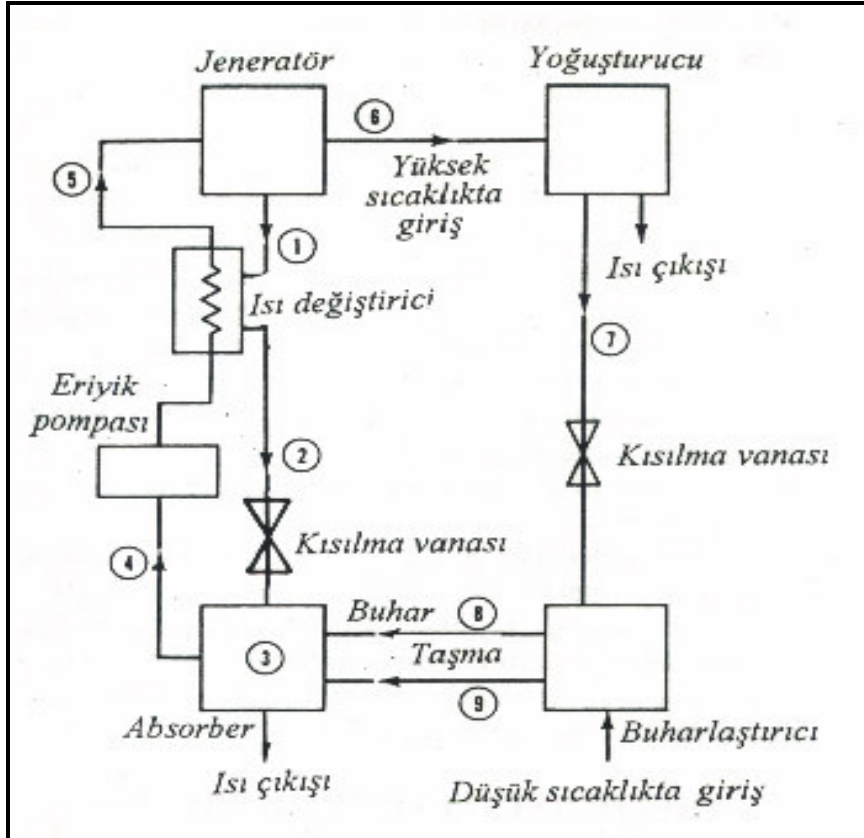 Jeneratör
Yoğuşturucu
6
Yüksek
sıcaklıkta
giriş
5
1
Isı çıkışı
Isı değiştirici
7
Eriyik
pompası
2
Kısılma vanası
Kısılma vanası
4
Buhar
8
3
Taşma
9
Absorber
Buharlaştırıcı
Isı çıkışı
Düşük sıcaklıkta giriş